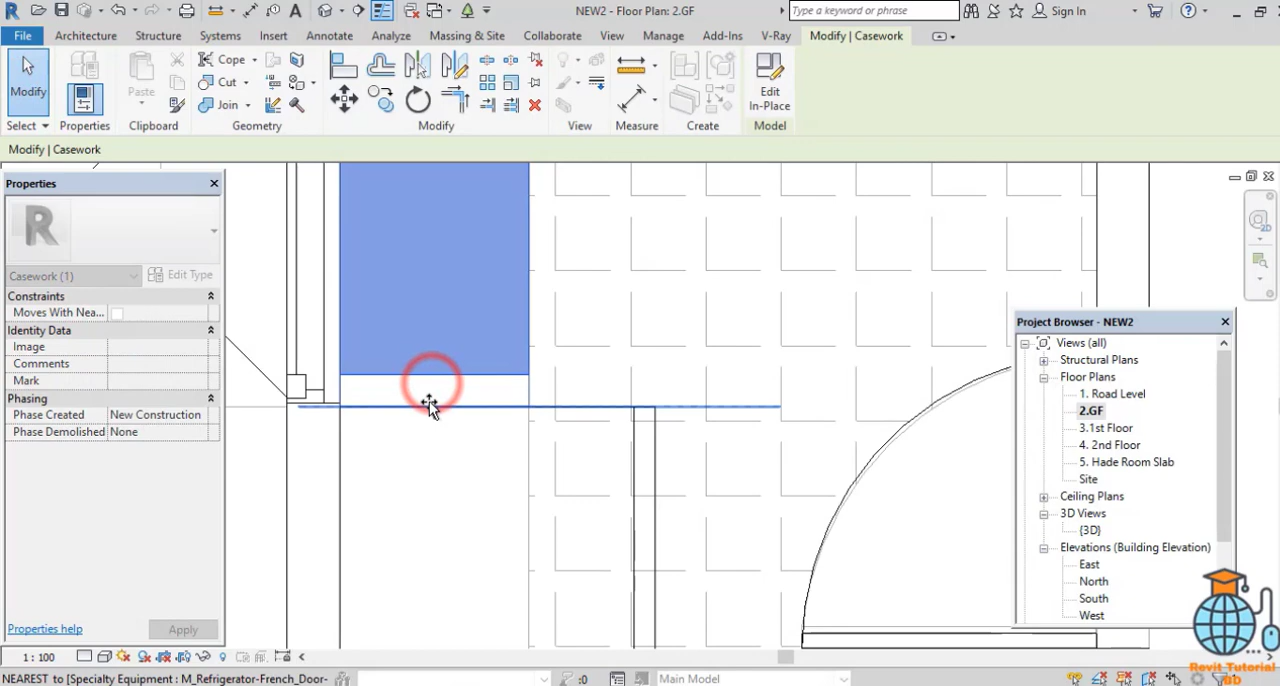 NEW2 - Floor Plan: 2.GF
Type a keyword or phrase
Sign In
File Architecture Structure Systems Insert Annotate Analyze Massing & Site Collaborate View Manage Add-Ins V-Ray Modify | Casework
Modify
Paste
Cope
Cut
Join
Edit
In-Place
Select Properties Clipboard Geometry Modify View Measure Create Model
Modify | Casework
Properties
R
Casework (1)
Edit Type
Constraints
Moves With Nea...
Identity Data
Image
Comments
Mark
Phasing
Phase Created New Construction
Phase Demolished None
Properties help
Apply
Project Browser - NEW2
Views (all)
Structural Plans
Floor Plans
1. Road Level
2.GF
3.1st Floor
4. 2nd Floor
5. Hade Room Slab
Site
Ceiling Plans
3D Views
{3D}
Elevations (Building Elevation)
East
North
South
West
2D
1 : 100
NEAREST to [Specialty Equipment : M_Refrigerator-French_Door-
:0
Main Model